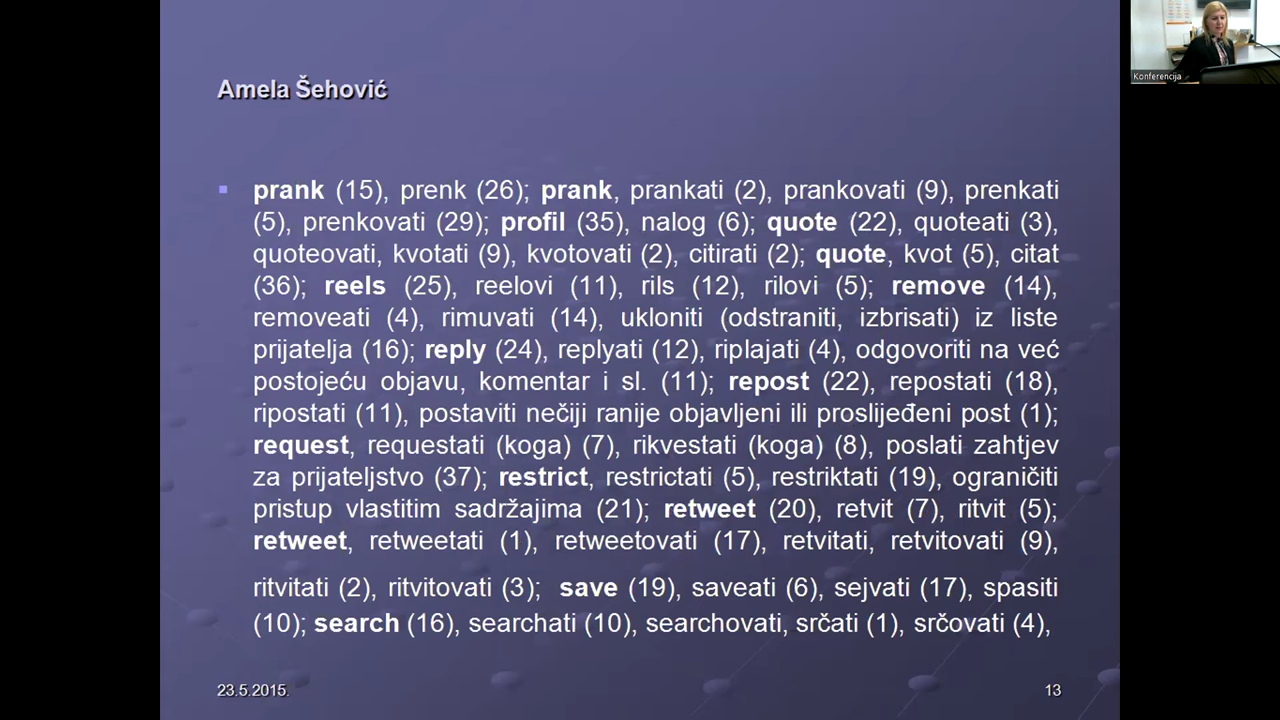 Amela Šehović
prank (15), prenk (26); prank, prankati (2), prankovati (9), prenkati
(5), prenkovati (29); profil (35), nalog (6); quote (22), quoteati (3),
quoteovati, kvotati (9), kvotovati (2), citirati (2); quote, kvot (5), citat
(36); reels (25), reelovi (11), rils (12), rilovi (5); remove (14),
removeati (4), rimuvati (14), ukloniti (odstraniti, izbrisati) iz liste
prijatelja (16); reply (24), replyati (12), riplajati (4), odgovoriti na već
postojeću objavu, komentar i sl. (11); repost (22), repostati (18),
ripostati (11), postaviti nečiji ranije objavljeni ili proslijeđeni post (1);
request, requestati (koga) (7), rikvestati (koga) (8), poslati zahtjev
za prijateljstvo (37); restrict, restrictati (5), restriktati (19), ograničiti
pristup vlastitim sadržajima (21); retweet (20), retvit (7), ritvit (5);
retweet, retweetati (1), retweetovati (17), retvitati, retvitovati (9),
ritvitati (2), ritvitovati (3); save (19), saveati (6), sejvati (17), spasiti
(10); search (16), searchati (10), searchovati, srčati (1), srčovati (4),
23.5.2015.
13
Konferencija